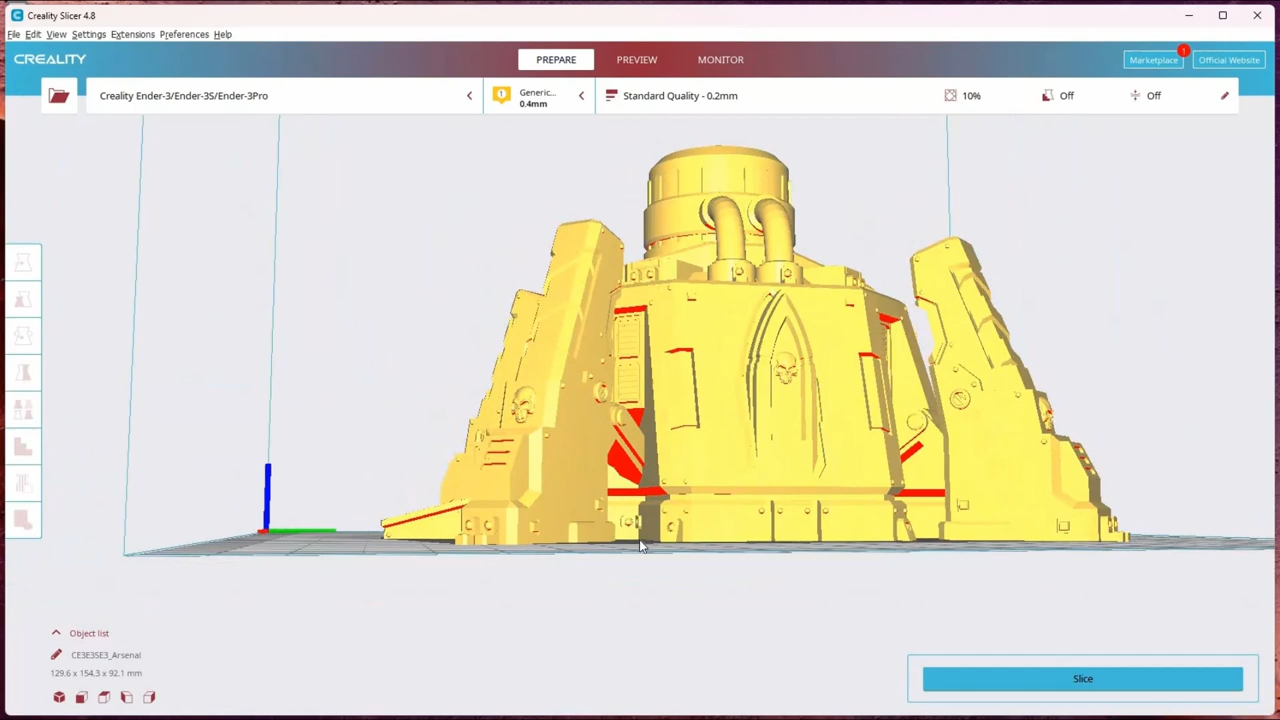 Creality Slicer 4.8
File Edit View Settings Extensions Preferences Help
CREALITY
PREPARE PREVIEW MONITOR
Marketplace 1 Official Website
Creality Ender-3/Ender-3S/Ender-3Pro
1 Generic...
0.4mm
Standard Quality - 0.2mm
10% Off Off
Object list
CE3E3SE3_Arsenal
129.6 x 154.3 x 92.1 mm
Slice